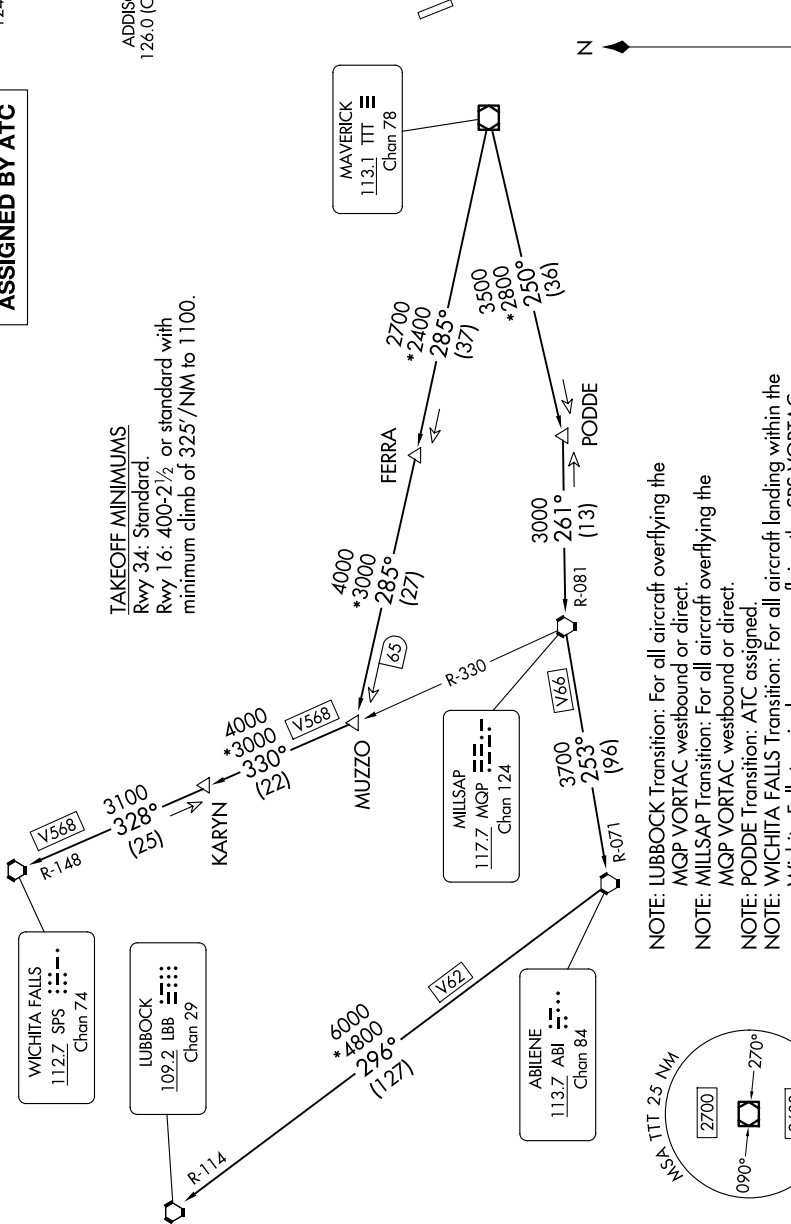 ASSIGNED BY ATC
124
ADDISO
126.0 (C
TAKEOFF MINIMUMS
Rwy 34: Standard.
Rwy 16: 400-2½ or standard with
minimum climb of 325'/NM to 1100.
MAVERICK
113.1 TTT
Chan 78
N
2700
*2400
285°
(37)
3500
*2800
250°
(36)
FERRA
PODDE
4000
*3000
285°
(27)
3000
261°
(13)
R-081
65
R-330
MUZZO
V568
4000
*3000
330°
(22)
KARYN
V568
3100
328°
(25)
R-148
WICHITA FALLS
112.7 SPS
Chan 74
LUBBOCK
109.2 LBB
Chan 29
MILLSAP
117.7 MQP
Chan 124
V66
3700
253°
(96)
R-071
V62
6000
*4800
296°
(127)
R-114
ABILENE
113.7 ABI
Chan 84
NOTE: LUBBOCK Transition: For all aircraft overflying the
MQP VORTAC westbound or direct.
NOTE: MILLSAP Transition: For all aircraft overflying the
MQP VORTAC westbound or direct.
NOTE: PODDE Transition: ATC assigned.
NOTE: WICHITA FALLS Transition: For all aircraft landing within the
MSA TTT 25 NM
2700
090°
270°